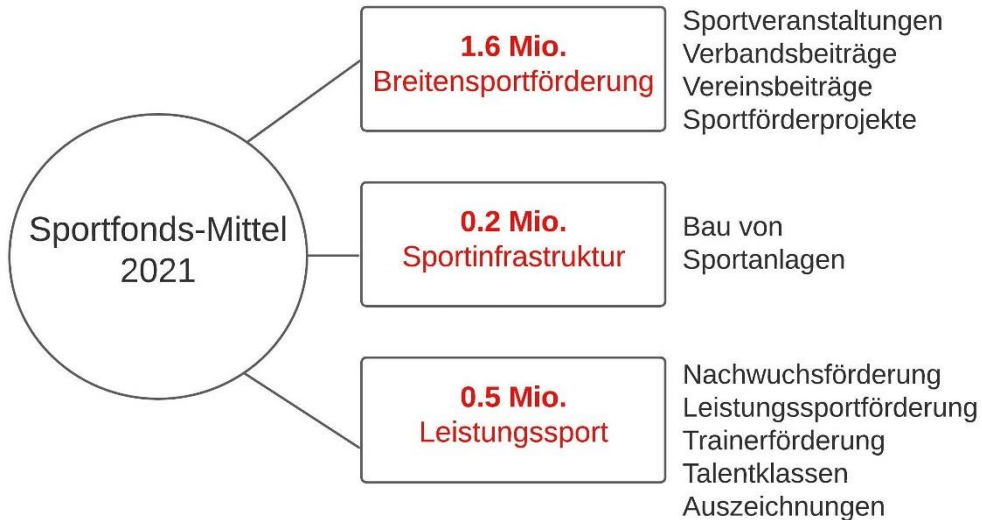 Sportfonds-Mittel
2021
1.6 Mio.
Breitensportförderung
Sportveranstaltungen
Verbandsbeiträge
Vereinsbeiträge
Sportförderprojekte
0.2 Mio.
Sportinfrastruktur
Bau von
Sportanlagen
0.5 Mio.
Leistungssport
Nachwuchsförderung
Leistungssportförderung
Trainerförderung
Talentklassen
Auszeichnungen